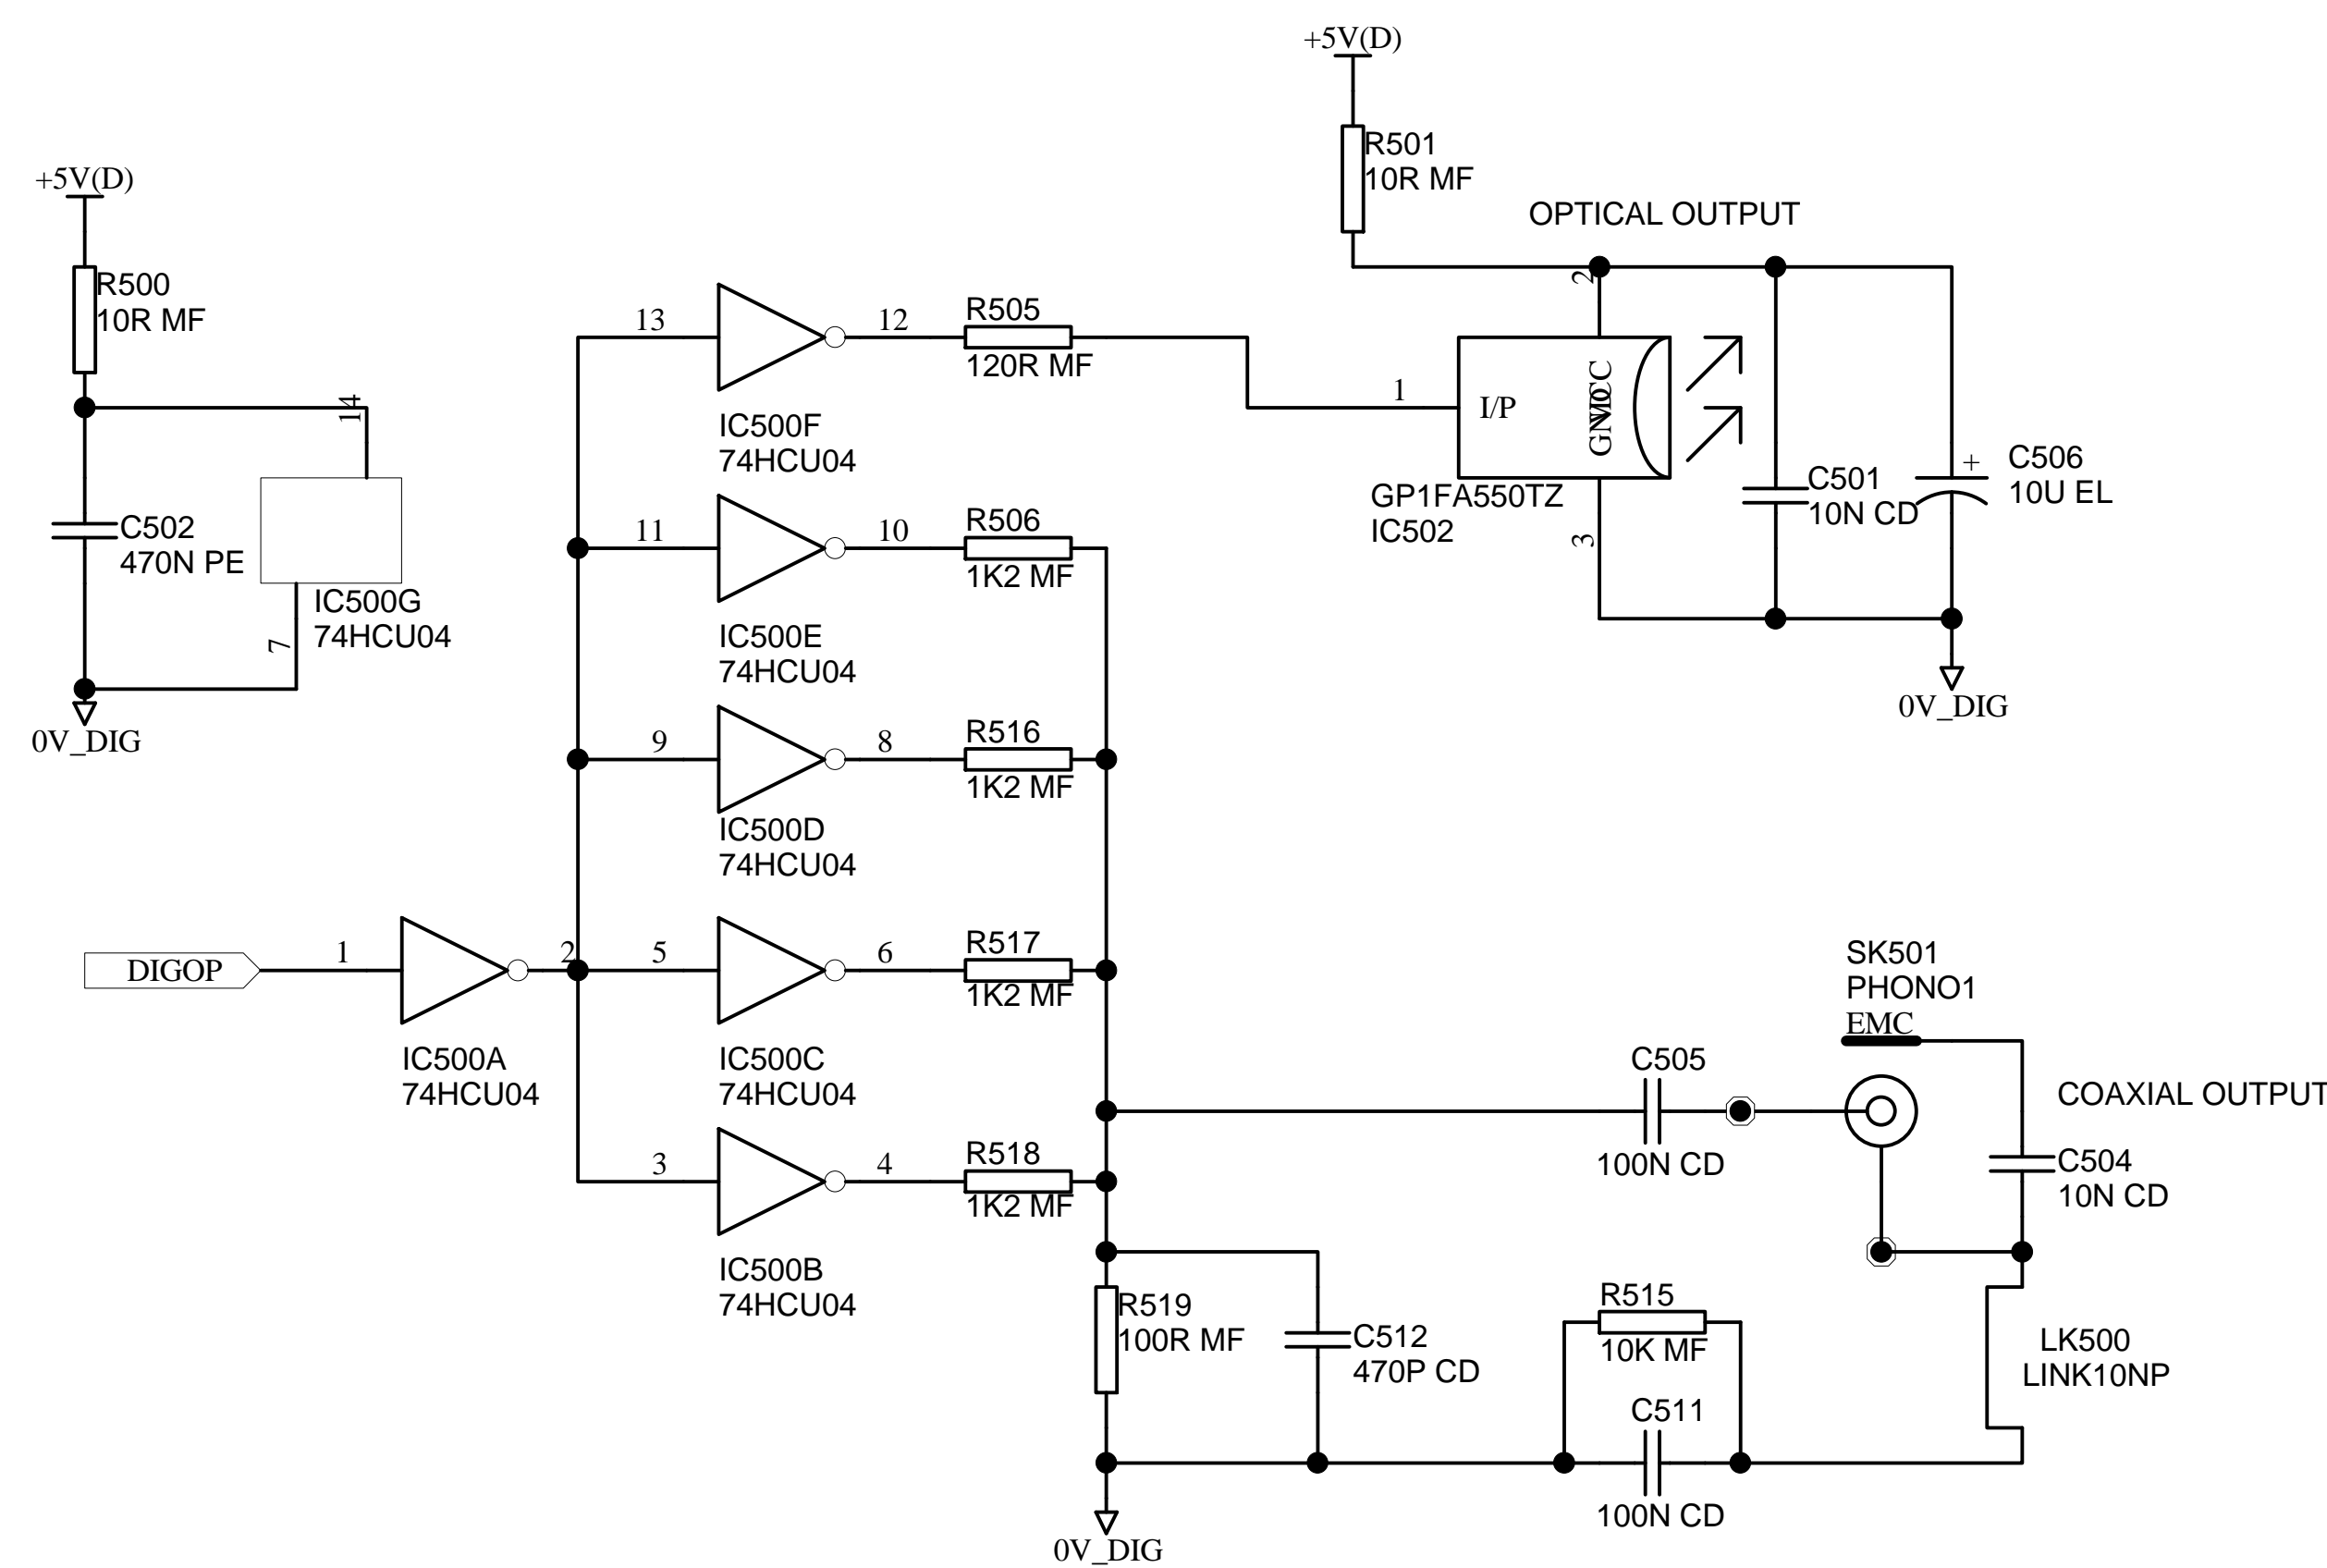 +5V(D)
R501
10R MF
OPTICAL OUTPUT
+5V(D)
R500
10R MF
14
C502
470N PE
IC500G
74HCU04
7
0V_DIG
13
12
R505
120R MF
IC500F
74HCU04
2
1
I/P
GP1FA550TZ
IC502
3
C501
10N CD
+
C506
10U EL
0V_DIG
11
10
R506
1K2 MF
IC500E
74HCU04
9
8
R516
1K2 MF
IC500D
74HCU04
DIGOP
1
2
IC500A
74HCU04
5
6
R517
1K2 MF
IC500C
74HCU04
3
4
R518
1K2 MF
IC500B
74HCU04
SK501
PHONO1
EMC
C505
100N CD
COAXIAL OUTPUT
C504
10N CD
R519
100R MF
C512
470P CD
R515
10K MF
C511
100N CD
LK500
LINK10NP
0V_DIG